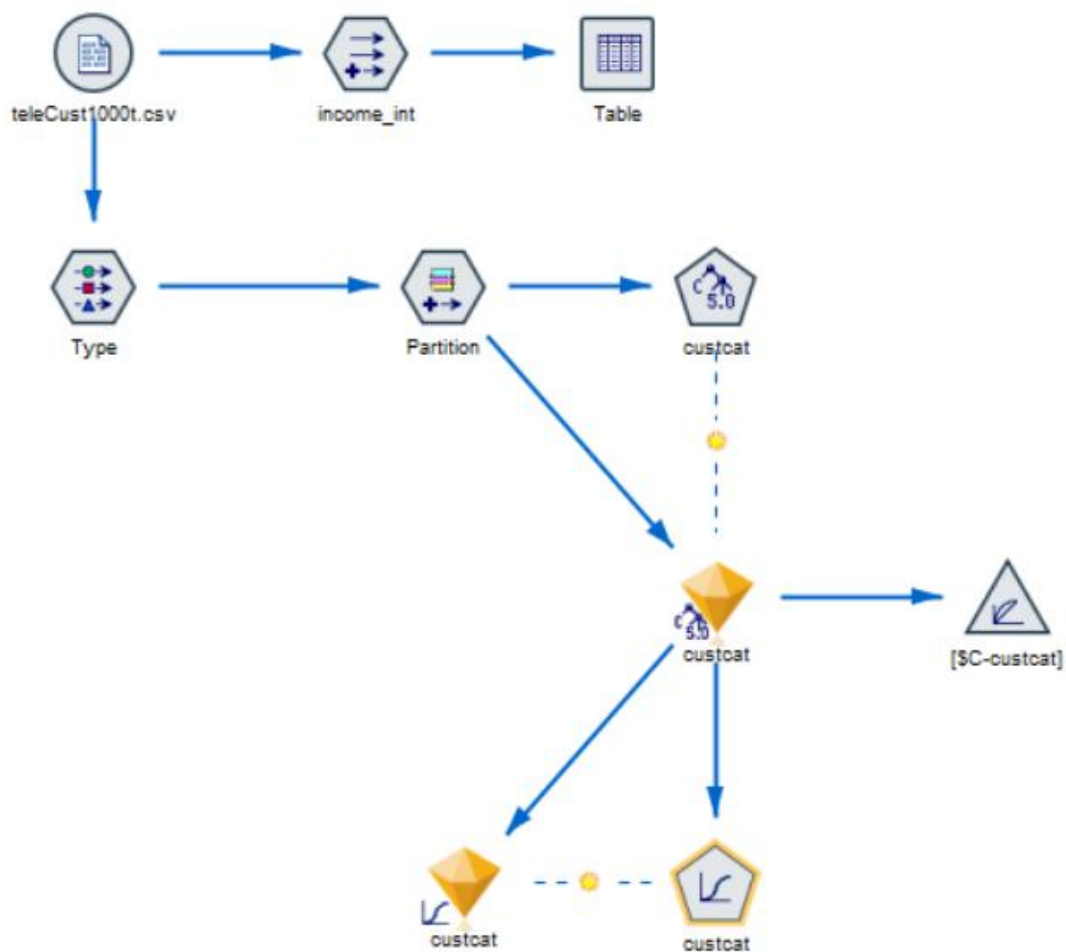 teleCust1000t.csv
income_int
Table
Type
Partition
C 5.0
custcat
C 5.0
custcat
[$C-custcat]
custcat
custcat